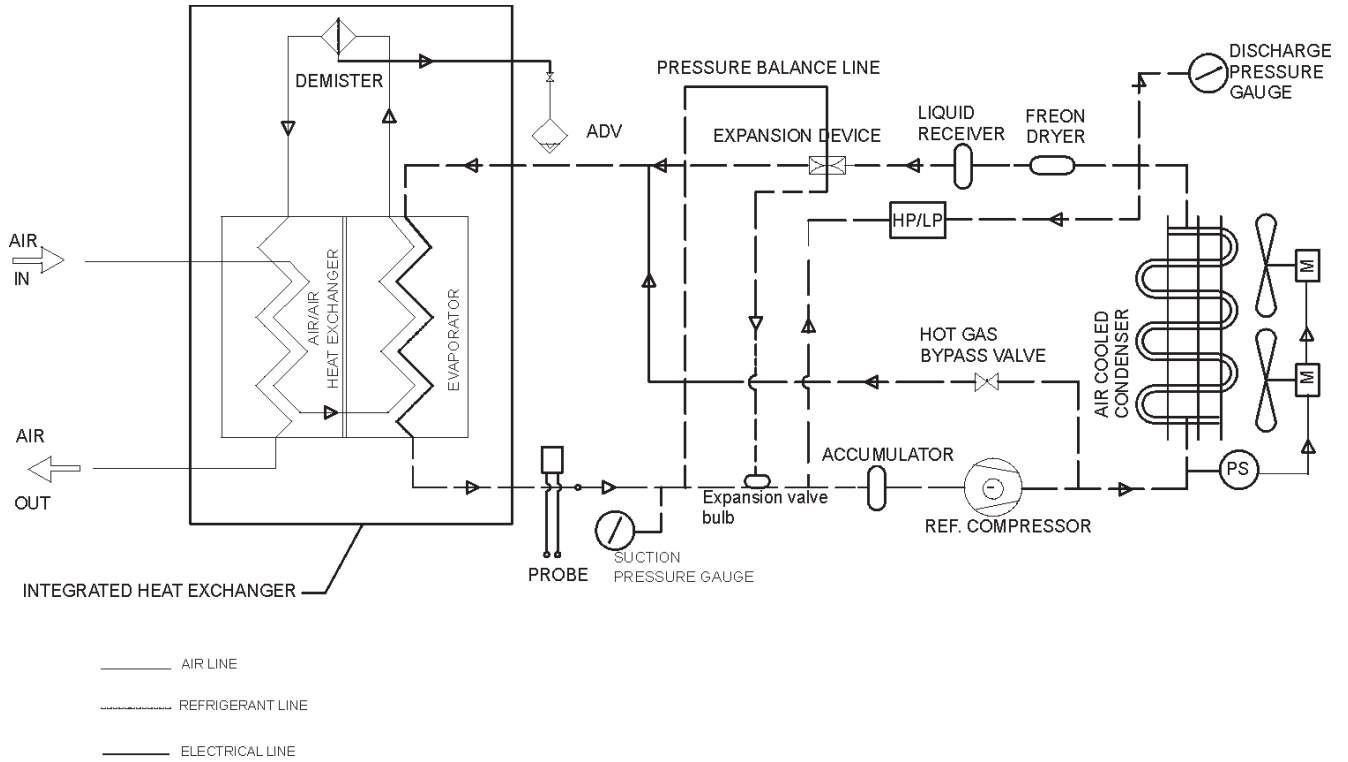 DEMISTER
ADV
PRESSURE BALANCE LINE
EXPANSION DEVICE
LIQUID
RECEIVER
FREON
DRYER
DISCHARGE
PRESSURE
GAUGE
HP/LP
AIR
IN
AIR/AIR
HEAT EXCHANGER
EVAPORATOR
HOT GAS
BYPASS VALVE
AIR COOLED
CONDENSER
M
M
AIR
OUT
ACCUMULATOR
PS
Expansion valve
bulb
REF. COMPRESSOR
PROBE
SUCTION
PRESSURE GAUGE
INTEGRATED HEAT EXCHANGER
AIR LINE
REFRIGERANT LINE
ELECTRICAL LINE